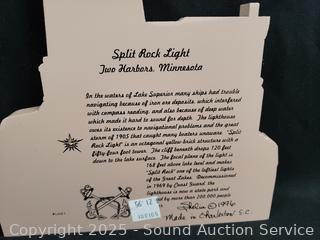 Split Rock Light
Two Harbors, Minnesota
In the waters of Lake Superior many ships had trouble
navigating because of iron ore deposits, which interfered
with compass reading, and also because of deep water
which made it hard to sound for depth. The lighthouse
owes its existence to navigational problems and the great
storm of 1905 that caught many boaters unaware. "Split
Rock Light" is an octagonal yellow brick structure with a
fifty-four foot tower. The cliff beneath drops 120 feet
down to the lake surface. The focal plane of the light is
168 feet above lake level and makes
"Split Rock" one of the loftiest lights
of the Great Lakes. Decommissioned
in 1969 by Coast Guard, the
lighthouse is now a state park and
by more than 200,000 people
21.95
©1996
Made in Charleston S.C.
© 2025 - Sound Auction Service